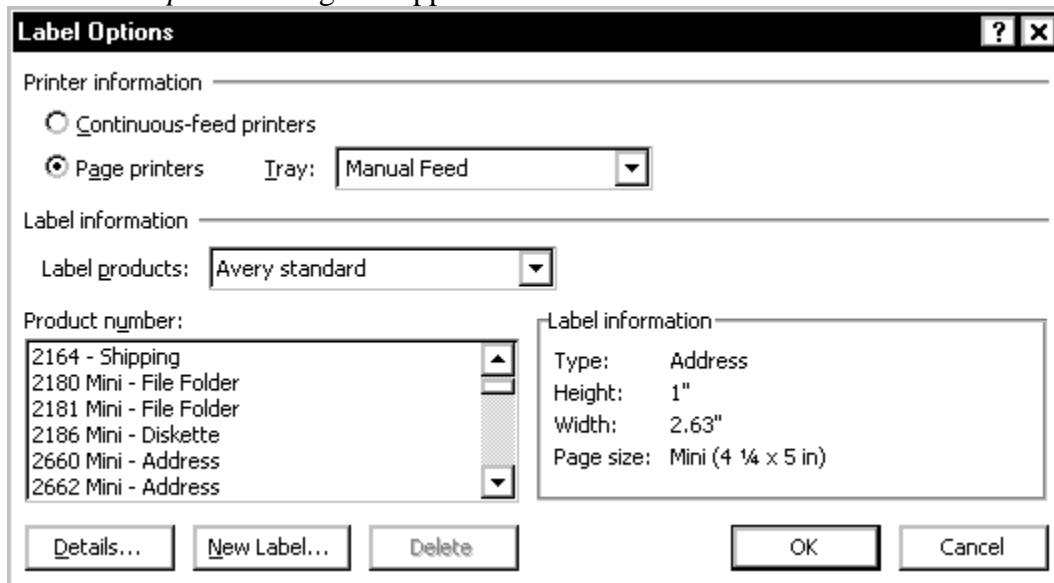 Label Options
Printer information
Continuous-feed printers
Page printers Tray: Manual Feed
Label information
Label products: Avery standard
Product number:
2164 - Shipping
2180 Mini - File Folder
2181 Mini - File Folder
2186 Mini - Diskette
2660 Mini - Address
2662 Mini - Address
Label information
Type: Address
Height: 1"
Width: 2.63"
Page size: Mini (4 ¼ x 5 in)
Details... New Label... Delete OK Cancel